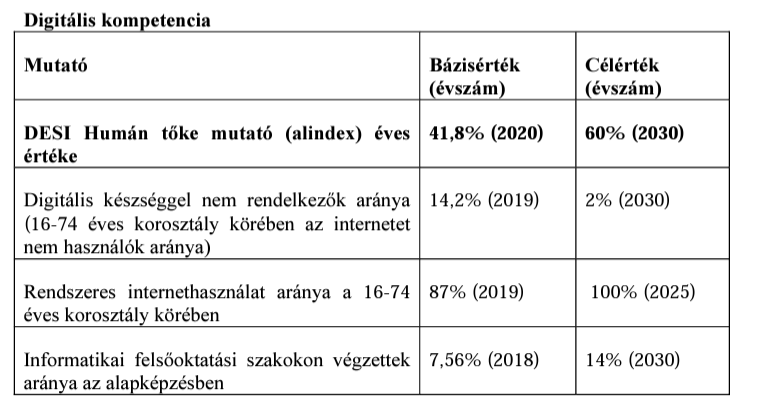 Digitális kompetencia
Mutató Bázisérték Célérték
(évszám) (évszám)
DESI Humán tőke mutató (alindex) éves 41,8% (2020) 60% (2030)
értéke
Digitális készséggel nem rendelkezők aránya 14,2% (2019) 2% (2030)
(16-74 éves korosztály körében az internetet
nem használók aránya)
Rendszeres internethasználat aránya a 16-74 87% (2019) 100% (2025)
éves korosztály körében
Informatikai felsőoktatási szakokon végzettek 7,56% (2018) 14% (2030)
aránya az alapképzésben